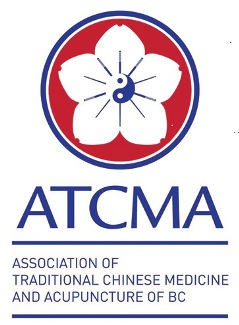 ATCMA
ASSOCIATION OF
TRADITIONAL CHINESE MEDICINE
AND ACUPUNCTURE OF BC